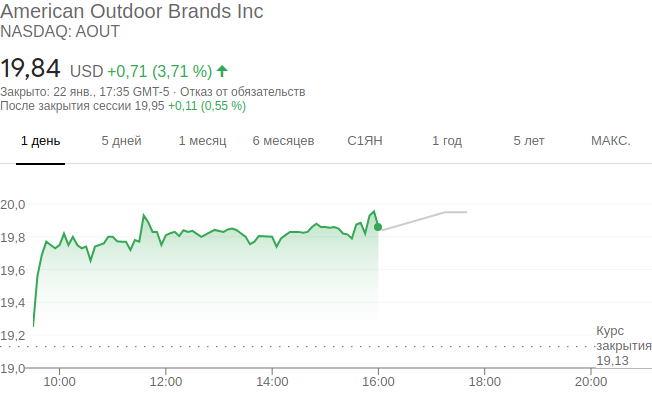 American Outdoor Brands Inc
NASDAQ: AOUT
19,84 USD +0,71 (3,71 %)
Закрыто: 22 янв., 17:35 GMT-5 · Отказ от обязательств
После закрытия сессии 19,95 +0,11 (0,55 %)
1 день 5 дней 1 месяц 6 месяцев С1ЯН 1 год 5 лет МАКС.
20,0
19,8
19,6
19,4
19,2
Курс
закрытия
19,13
19,0
10:00 12:00 14:00 16:00 18:00 20:00